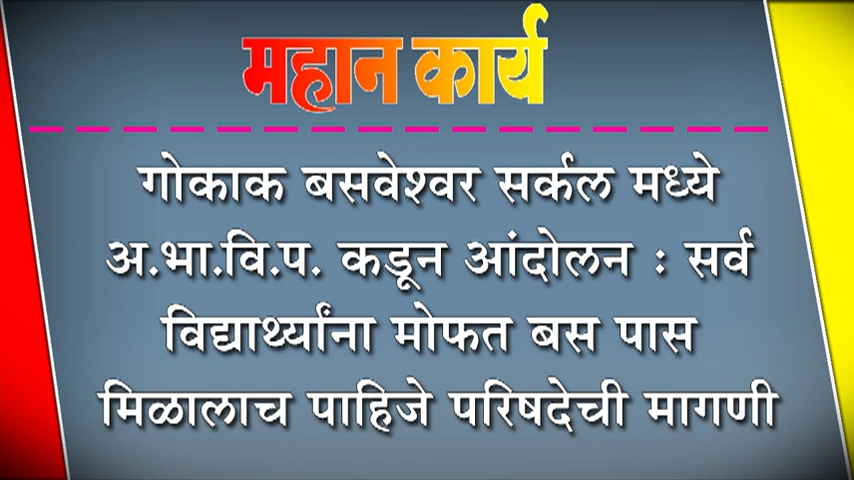 महान कार्य
गोकाक बसवेश्वर सर्कल मध्ये
अ.भा.वि.प. कडून आंदोलन : सर्व
विद्यार्थ्यांना मोफत बस पास
मिळालाच पाहिजे परिषदेची मागणी